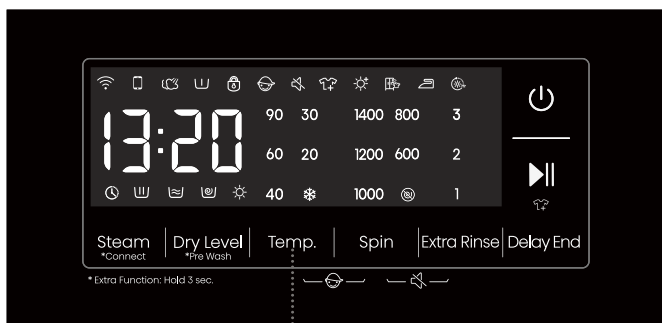 13:20
90 30 1400 800 3
60 20 1200 600 2
40 1000 1
Steam Dry Level Temp. Spin Extra Rinse Delay End
*Connect *Pre Wash
* Extra Function: Hold 3 sec.